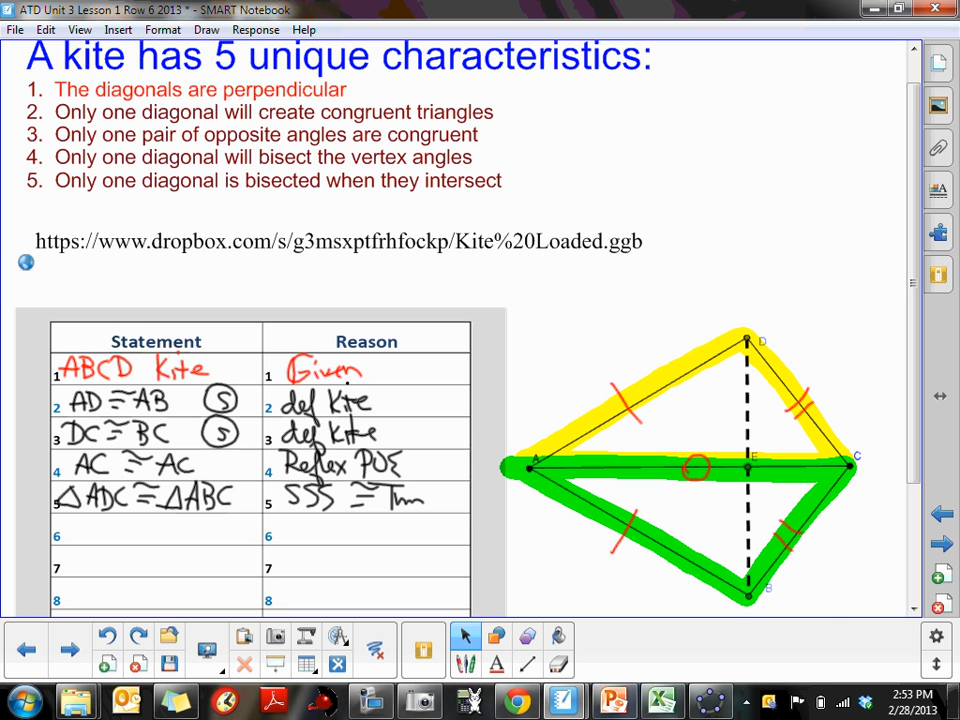 ATD Unit 3 Lesson 1 Row 6 2013 * - SMART Notebook
File Edit View Insert Format Draw Response Help
A kite has 5 unique characteristics:
1. The diagonals are perpendicular
2. Only one diagonal will create congruent triangles
3. Only one pair of opposite angles are congruent
4. Only one diagonal will bisect the vertex angles
5. Only one diagonal is bisected when they intersect
https://www.dropbox.com/s/g3msxptfrhfockp/Kite%20Loaded.ggb
Statement Reason
1 ABCD Kite 1 Given
2 AD ≅ AB S 2 def Kite
3 DC ≅ BC S 3 def Kite
4 AC ≅ AC 4 Reflex POE
5 △ADC ≅ △ABC 5 SSS ≅ Tm
6 6
7 7
8 8
D
A E C
B
2:53 PM
2/28/2013